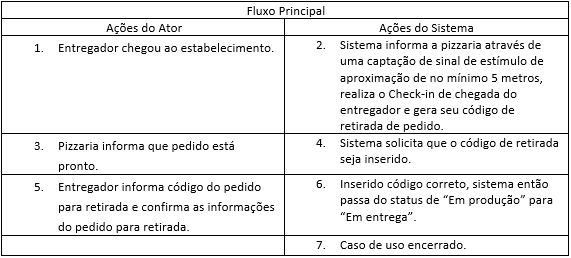 Fluxo Principal
Ações do Ator
Ações do Sistema
1. Entregador chegou ao estabelecimento.
2. Sistema informa a pizzaria através de
uma captação de sinal de estímulo de
aproximação de no mínimo 5 metros,
realiza o Check-in de chegada do
entregador e gera seu código de
retirada de pedido.
3. Pizzaria informa que pedido está
pronto.
4. Sistema solicita que o código de retirada
seja inserido.
5. Entregador informa código do pedido
para retirada e confirma as informações
do pedido para retirada.
6. Inserido código correto, sistema então
passa do status de “Em produção” para
“Em entrega”.
7. Caso de uso encerrado.